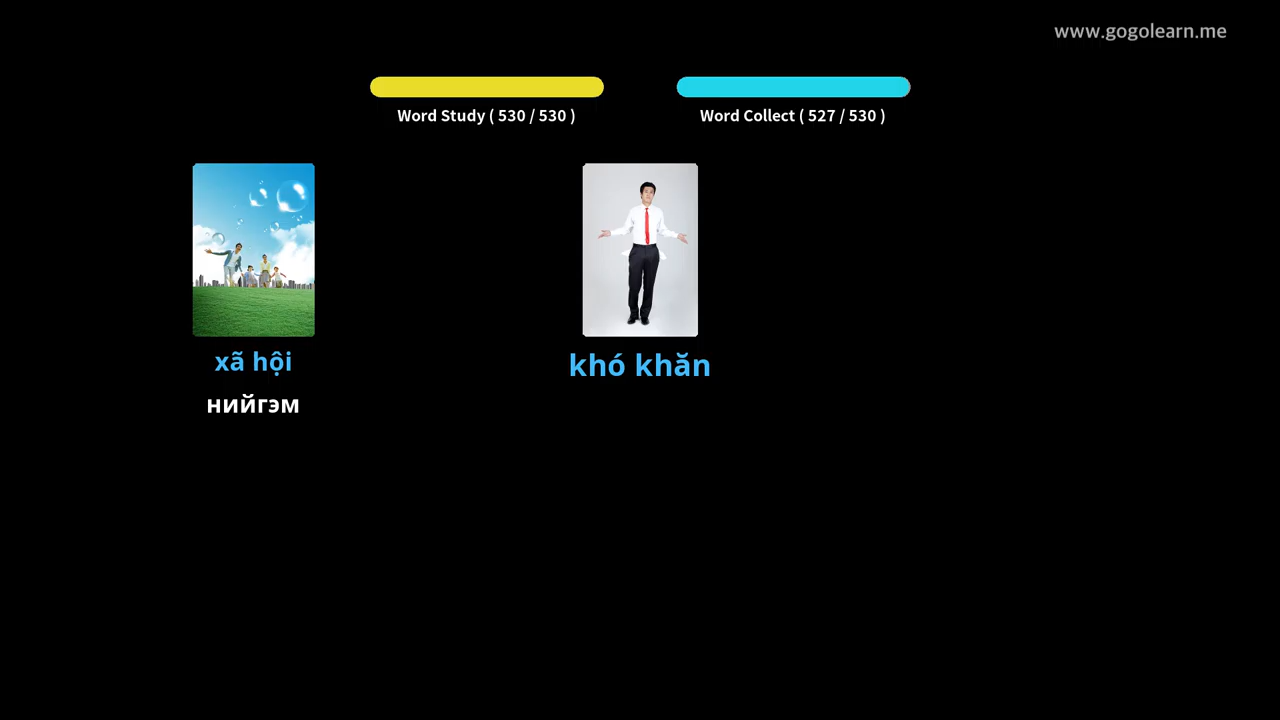 www.gogolearn.me
Word Study ( 530 / 530 )
Word Collect ( 527 / 530 )
xã hội
нийгэм
khó khăn